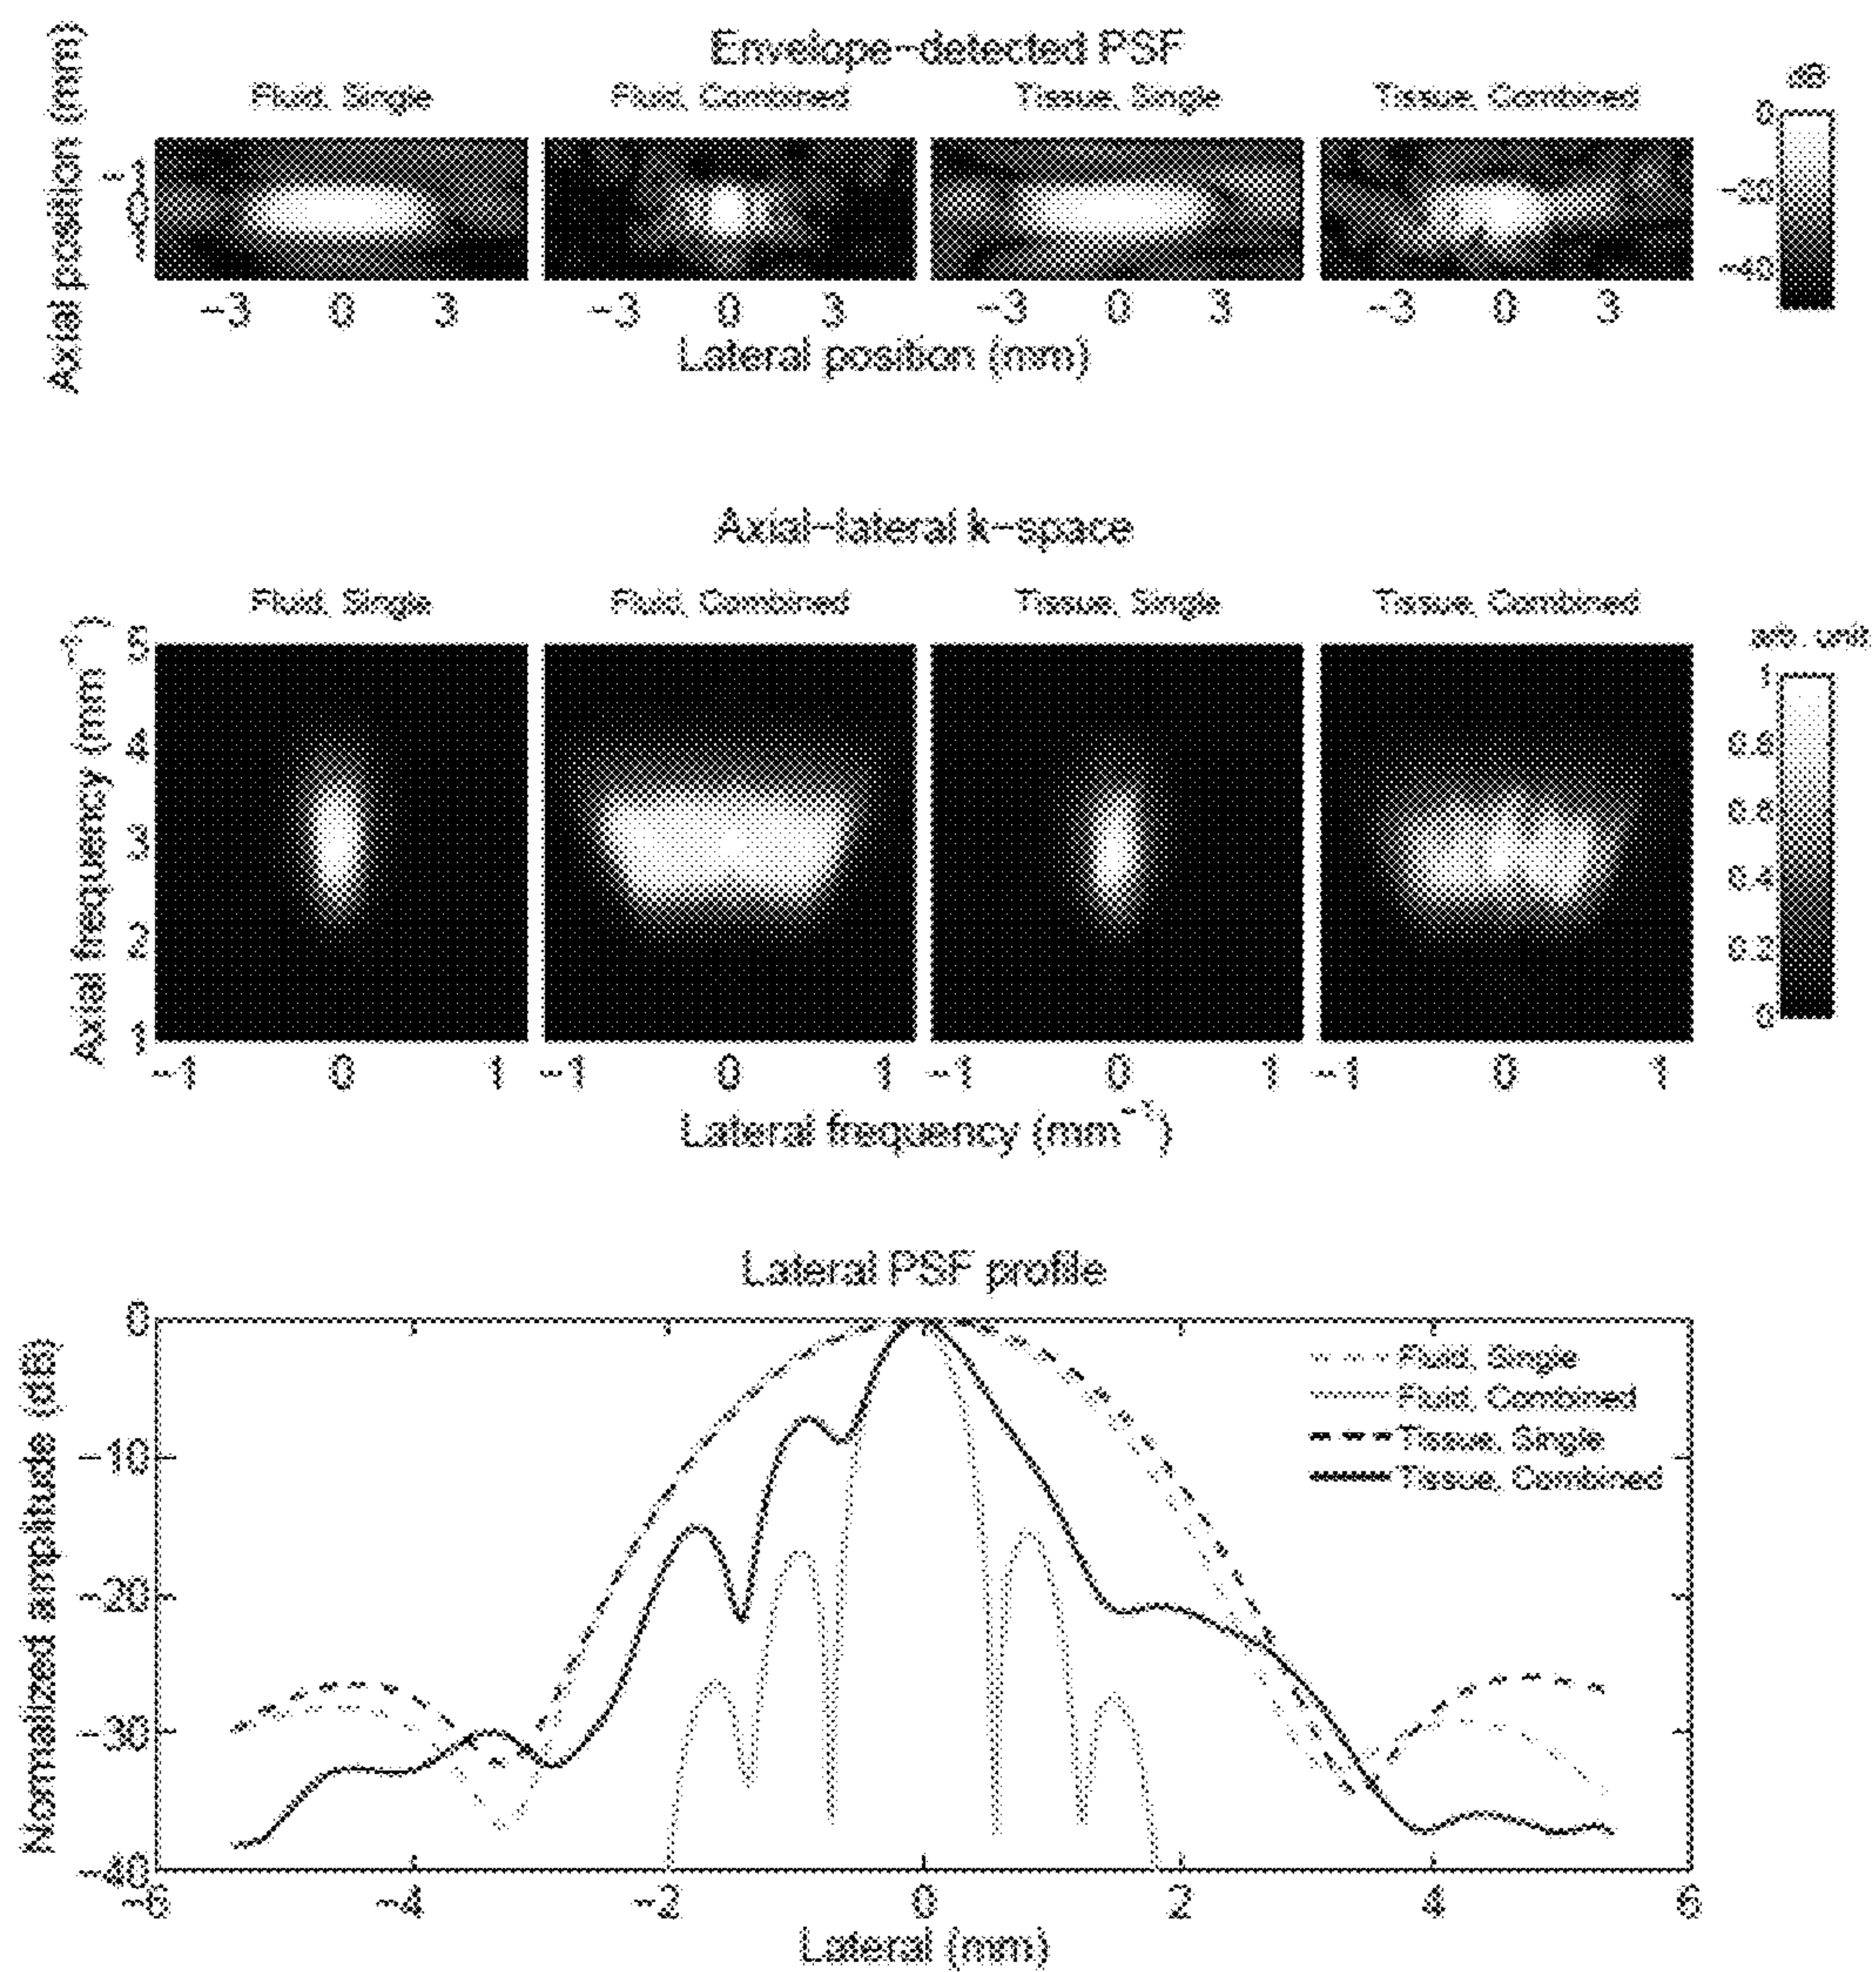 Envelope-detected PSF
Fluid, Single Fluid, Combined Tissue, Single Tissue, Combined
dB
Axial position (mm)
-1
0
1
0
-20
-40
-3 0 3 -3 0 3 -3 0 3 -3 0 3
Lateral position (mm)
Axial-lateral k-space
Fluid, Single Fluid, Combined Tissue, Single Tissue, Combined
arb. unit
Axial frequency (mm⁻¹)
5
4
3
2
1
1
0.8
0.6
0.4
0.2
0
-1 0 1 -1 0 1 -1 0 1 -1 0 1
Lateral frequency (mm⁻¹)
Lateral PSF profile
Normalized amplitude (dB)
0
-10
-20
-30
-40
Fluid, Single
Fluid, Combined
Tissue, Single
Tissue, Combined
-6 -4 -2 0 2 4 6
Lateral (mm)